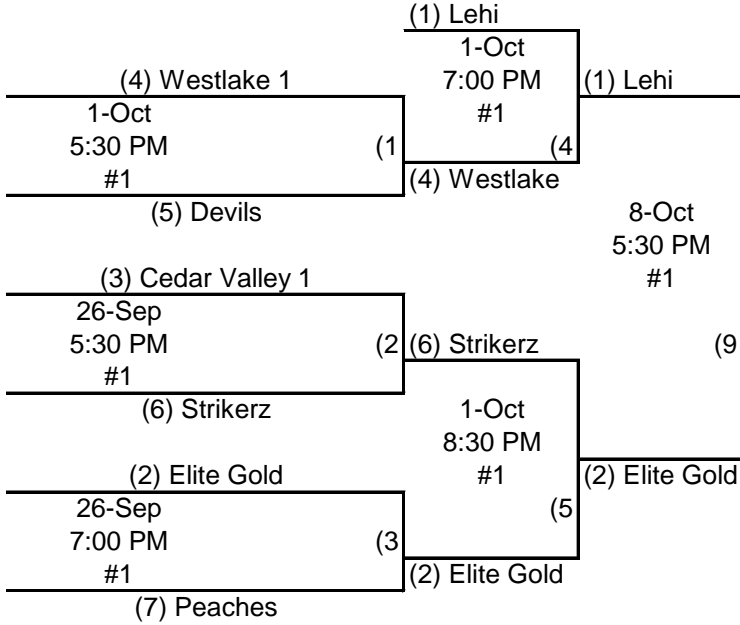 (1) Lehi
1-Oct
(4) Westlake 1
7:00 PM
(1) Lehi
1-Oct
#1
5:30 PM
(1
(4
#1
(4) Westlake
(5) Devils
8-Oct
5:30 PM
(3) Cedar Valley 1
#1
26-Sep
5:30 PM
(2
(6) Strikerz
(9
#1
(6) Strikerz
1-Oct
8:30 PM
(2) Elite Gold
#1
(2) Elite Gold
26-Sep
(5
7:00 PM
(3
#1
(2) Elite Gold
(7) Peaches